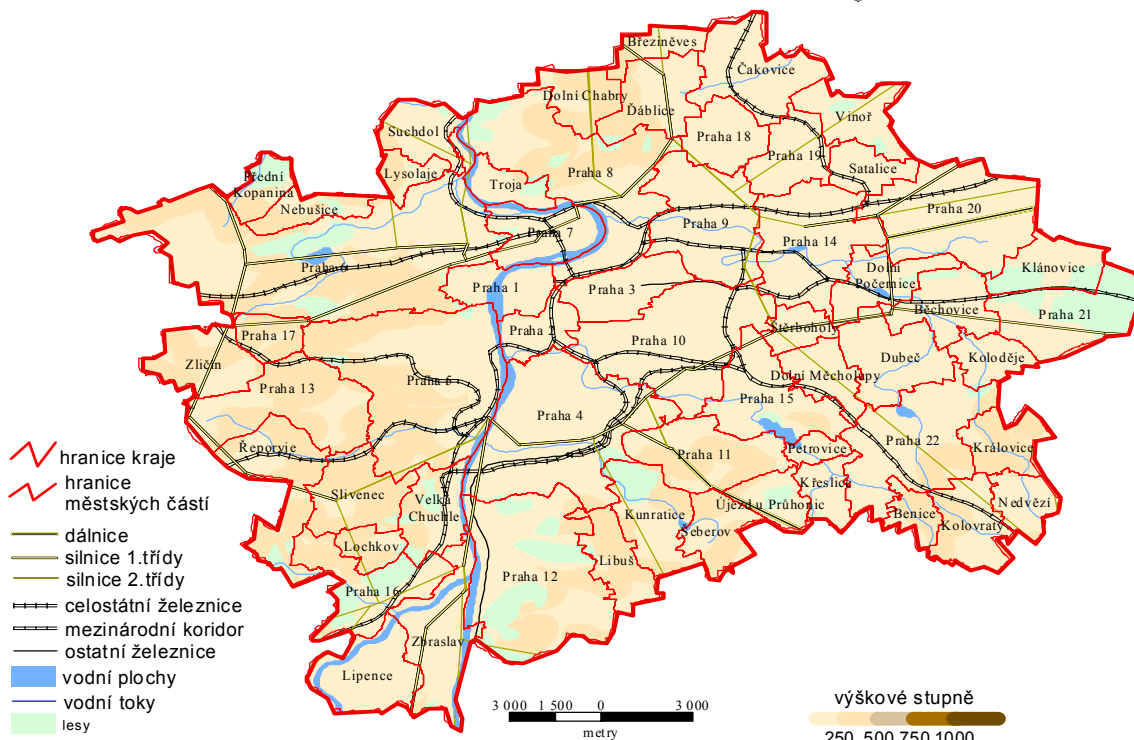 Březiněves
Čakovice
Dolní Chabry
Ďáblice
Vinoř
Suchdol
Praha 18
Praha 19
Přední
Kopanina
Lysolaje
Praha 8
Satalice
Troja
Nebušice
Praha 20
Praha 7
Praha 9
Praha 14
Praha 6
Dolní
Počernice
Klánovice
Praha 1
Praha 3
Běchovice
Praha 21
Praha 17
Praha
Štěrboholy
Zličín
Praha 10
Dubeč
Koloděje
Praha 5
Dolní Měcholupy
Praha 13
Praha 15
Praha 4
Řeporyje
Petrovice
Praha 22
Královice
Praha 11
Křeslice
Slivenec
Velká
Chuchle
Újezd u Průhonic
Nedvězí
Kunratice
Benice
Kolovraty
Šeberov
Lochkov
Libuš
Praha 12
Praha 16
Zbraslav
Lipence
hranice kraje
hranice
městských částí
dálnice
silnice 1.třídy
silnice 2.třídy
celostátní železnice
mezinárodní koridor
ostatní železnice
vodní plochy
vodní toky
lesy
3 000 1 500 0 3 000
metry
výškové stupně
250 500 750 1000